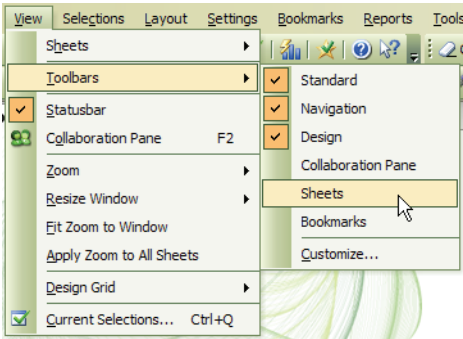 View Selections Layout Settings Bookmarks Reports Tools
Sheets
Toolbars
Statusbar
Collaboration Pane F2
Zoom
Resize Window
Fit Zoom to Window
Apply Zoom to All Sheets
Design Grid
Current Selections... Ctrl+Q
Standard
Navigation
Design
Collaboration Pane
Sheets
Bookmarks
Customize...